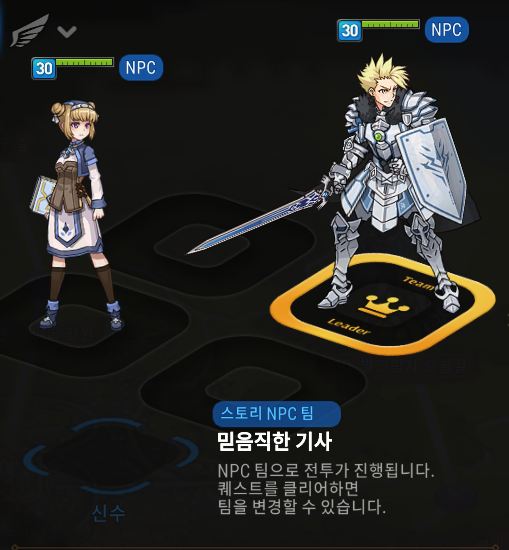 30 NPC
30 NPC
Team
Leader
스토리 NPC 팀
믿음직한 기사
NPC 팀으로 전투가 진행됩니다.
퀘스트를 클리어하면
팀을 변경할 수 있습니다.
신수